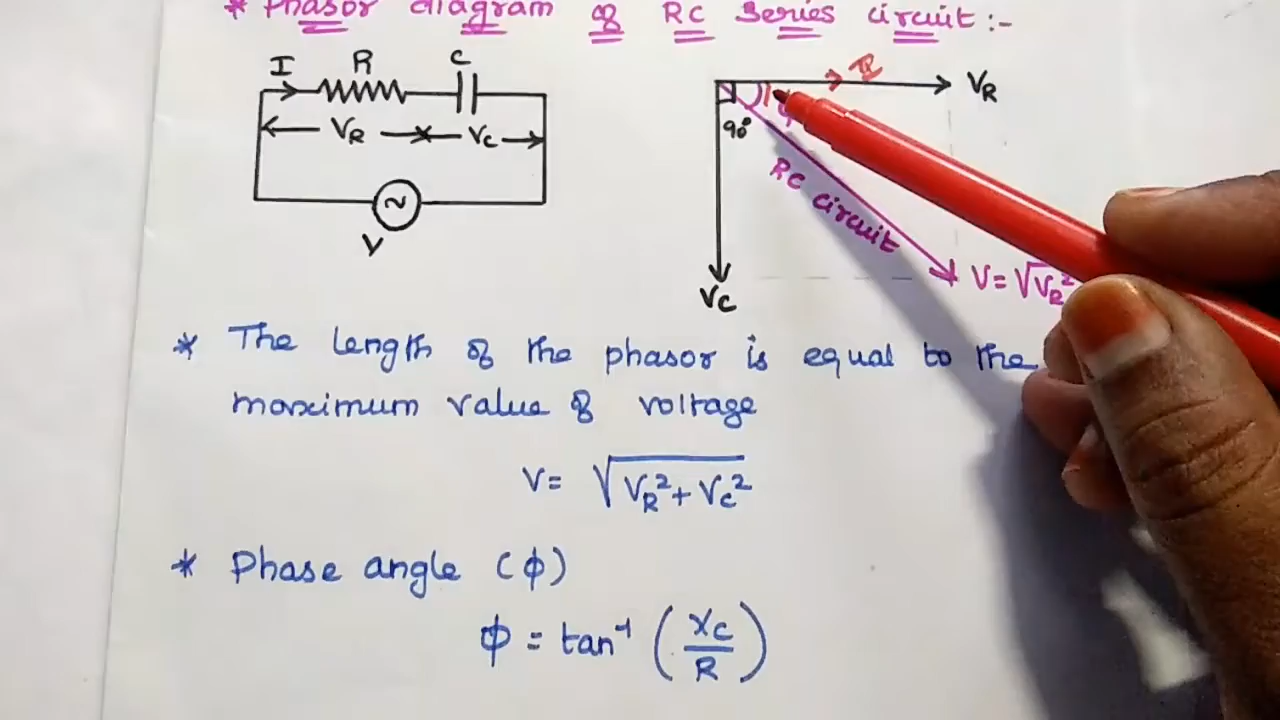 * Phasor diagram of RC series circuit :-
I R C
VR VC
V
I VR
90° φ
RC circuit
VC V = √VR²
* The length of the phasor is equal to the
maximum value of voltage
V = √VR² + VC²
* Phase angle (φ)
φ = tan⁻¹ (XC/R)